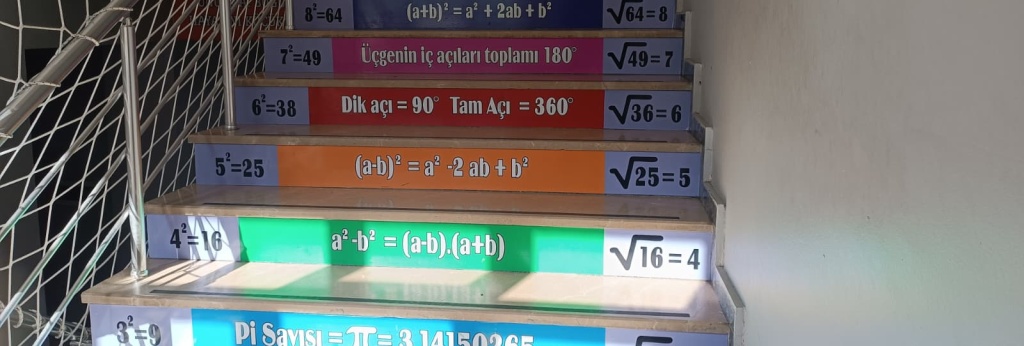 8²=64 (a+b)² = a² + 2ab + b² √64 = 8
7²=49 Üçgenin iç açıları toplamı 180° √49 = 7
6²=38 Dik açı = 90° Tam Açı = 360° √36 = 6
5²=25 (a-b)² = a² -2 ab + b² √25 = 5
4²=16 a²-b² = (a-b).(a+b) √16 = 4
3²=9 Pi Sayısı = π = 3,14150265